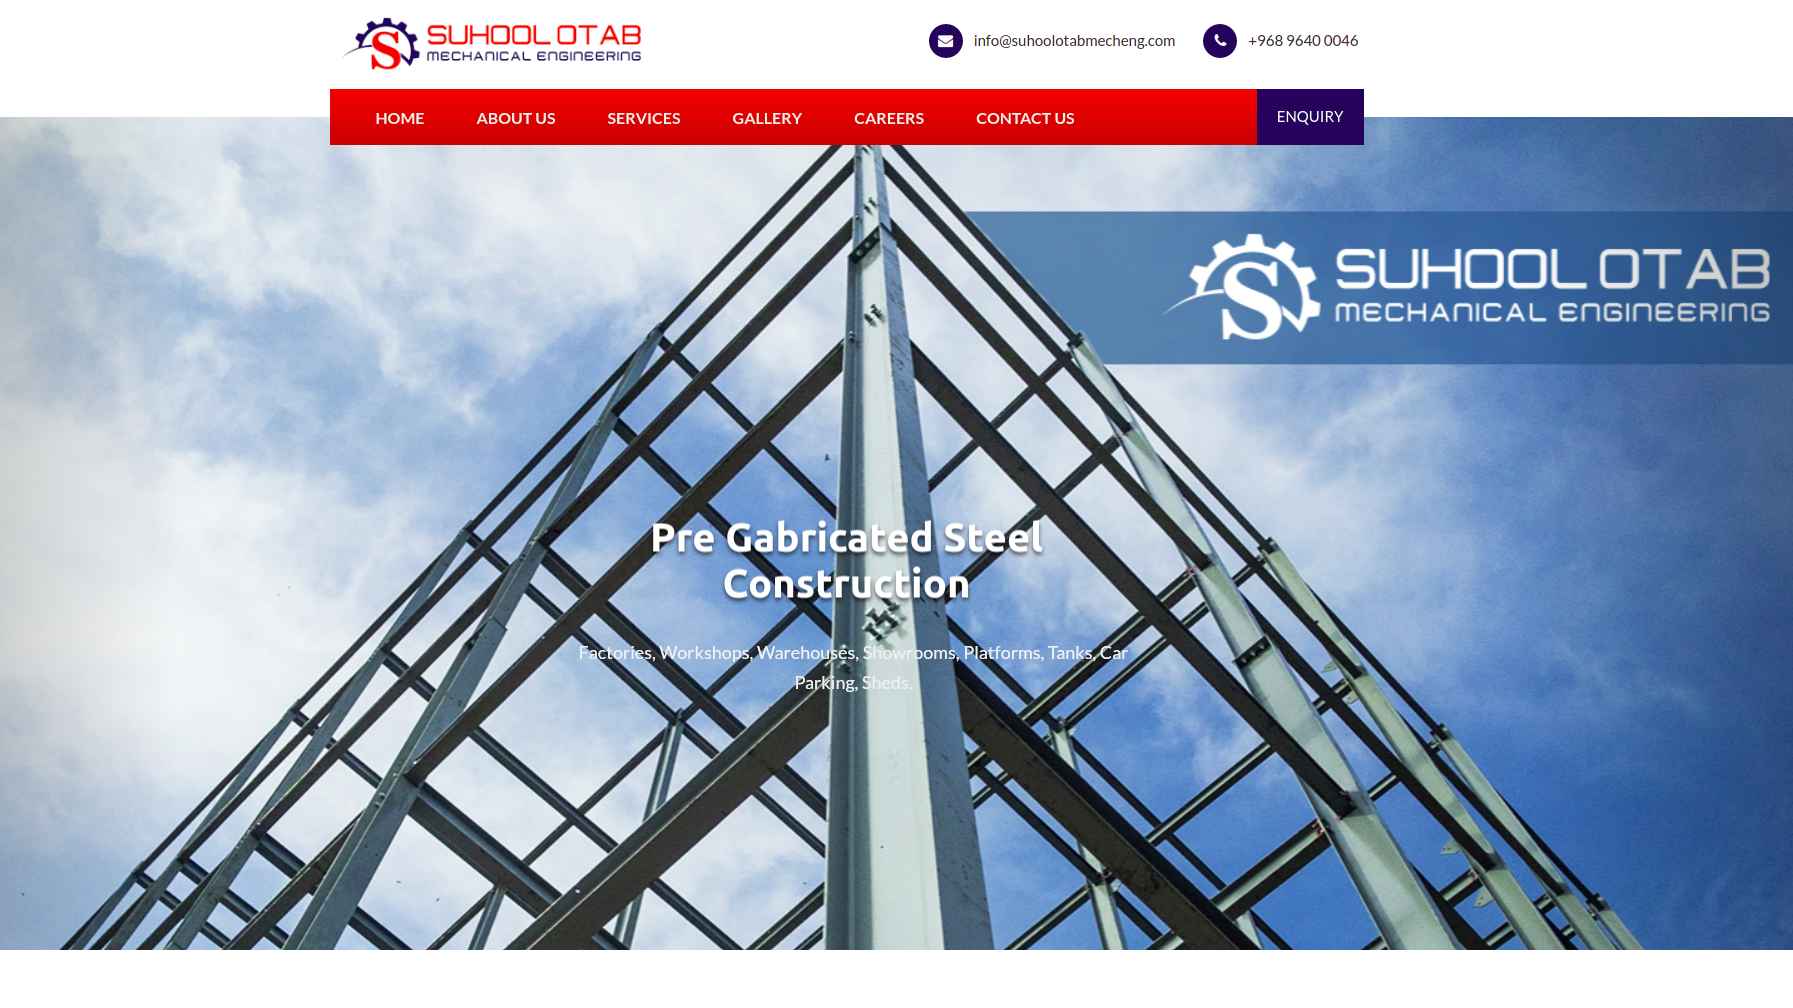 SUHOOL OTAB
MECHANICAL ENGINEERING
info@suhoolotabmecheng.com
+968 9640 0046
HOME
ABOUT US
SERVICES
GALLERY
CAREERS
CONTACT US
ENQUIRY
SUHOOL OTAB
MECHANICAL ENGINEERING
Pre Gabricated Steel
Construction
Factories, Workshops, Warehouses, Showrooms, Platforms, Tanks, Car
Parking, Sheds.